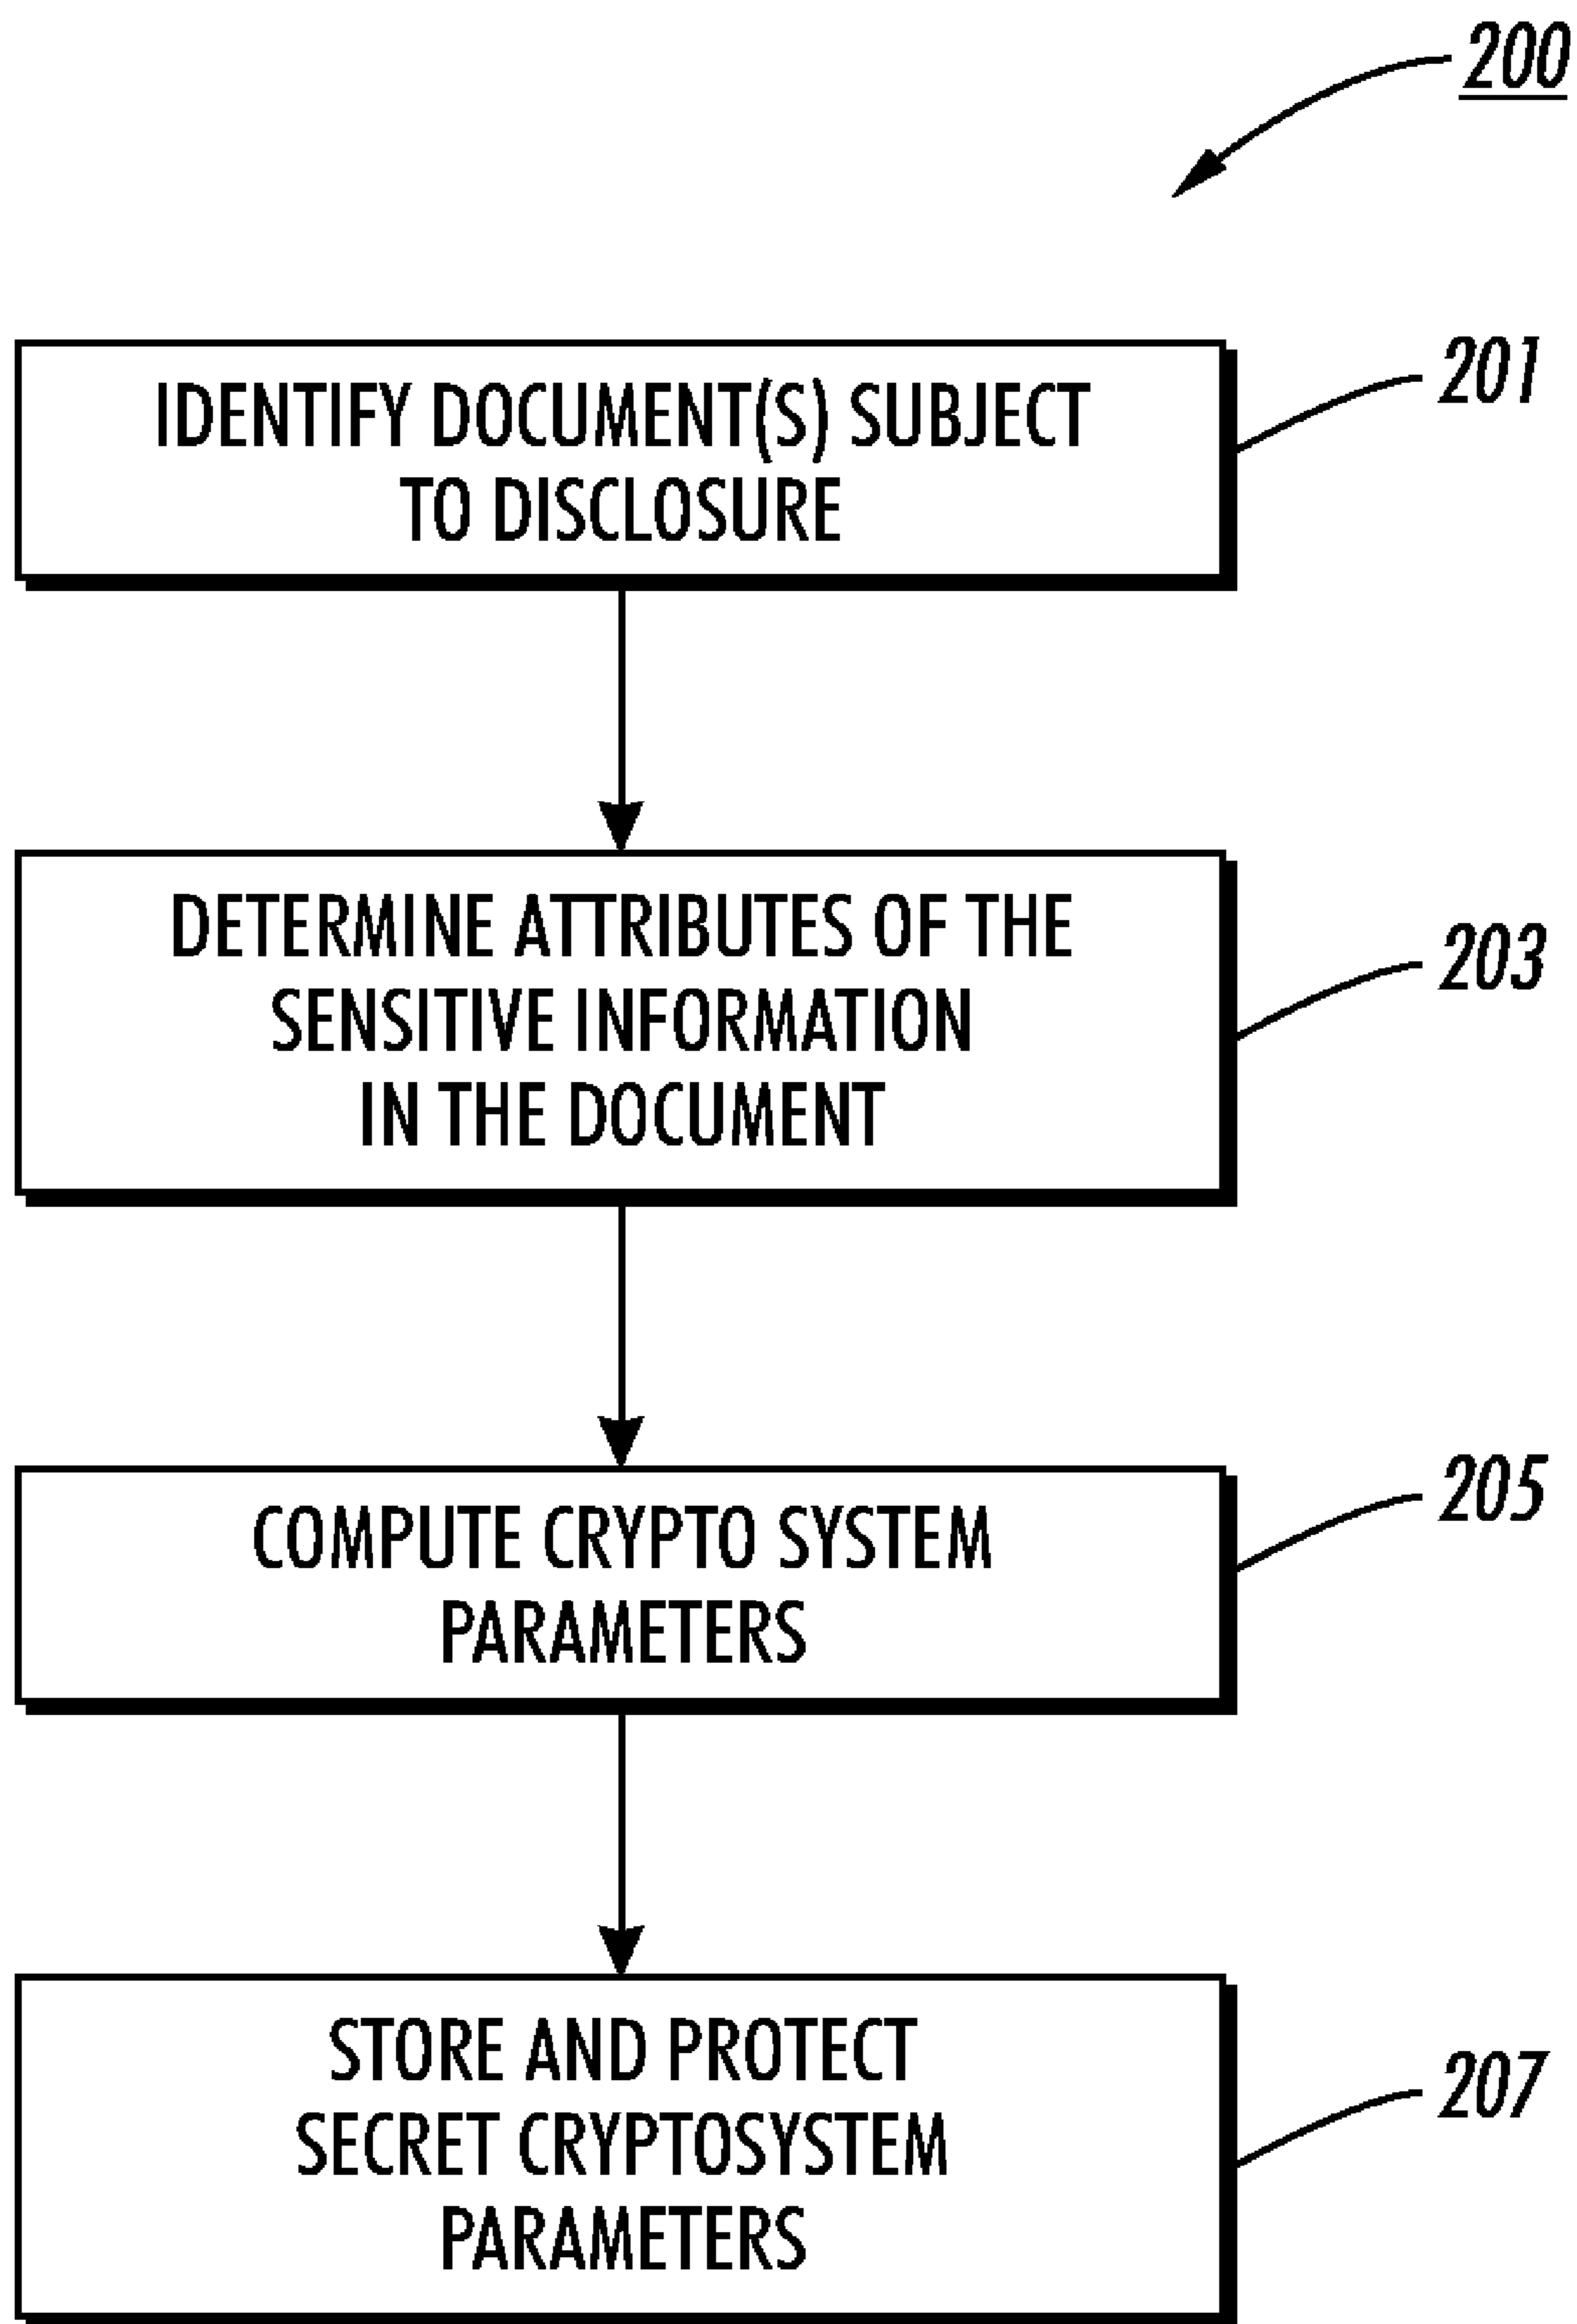 200
IDENTIFY DOCUMENT(S) SUBJECT
TO DISCLOSURE
201
DETERMINE ATTRIBUTES OF THE
SENSITIVE INFORMATION
IN THE DOCUMENT
203
COMPUTE CRYPTO SYSTEM
PARAMETERS
205
STORE AND PROTECT
SECRET CRYPTOSYSTEM
PARAMETERS
207